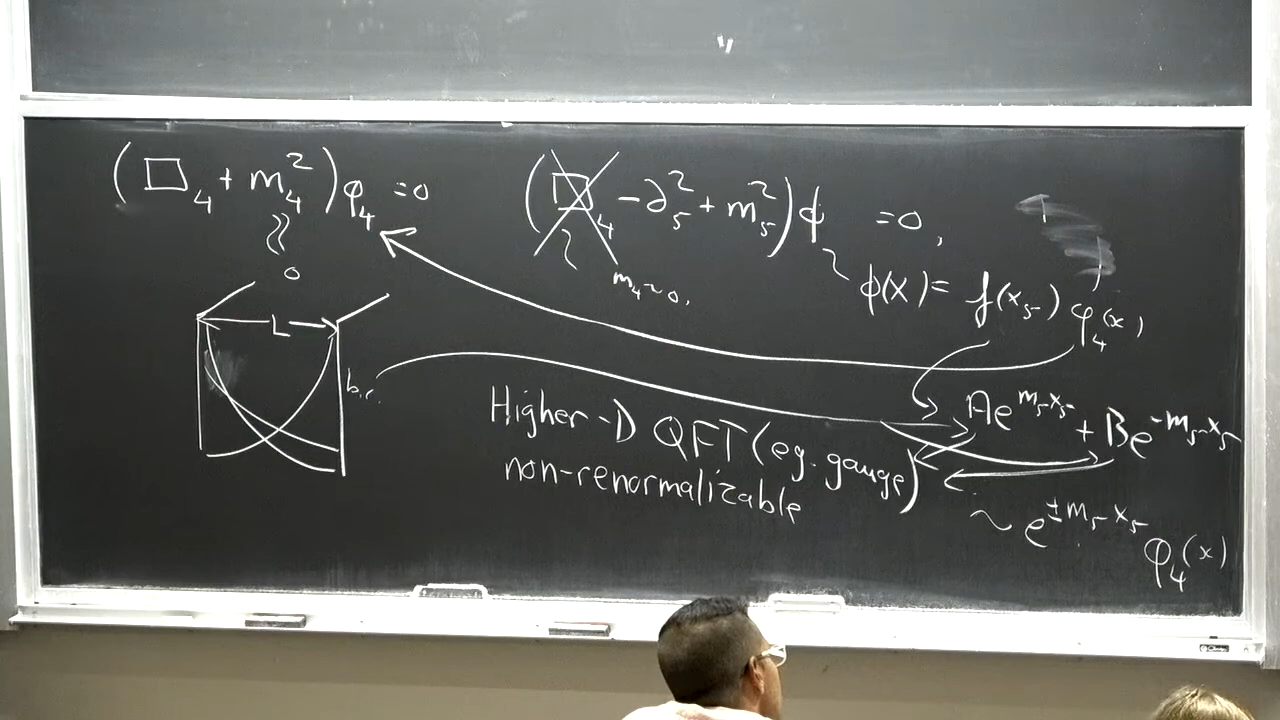 (□₄ + m₄²)φ₄ = 0
≈ 0
(□₄ - ∂₅² + m₅²)ϕ = 0,
m₄ ~ 0,
ϕ(X) = f(x₅) φ₄(x)
L
b.c.
Ae^{m₅x₅} + Be^{-m₅x₅}
Higher-D QFT (eg. gauge)
non-renormalizable
~ e^{±m₅x₅} φ₄(x)